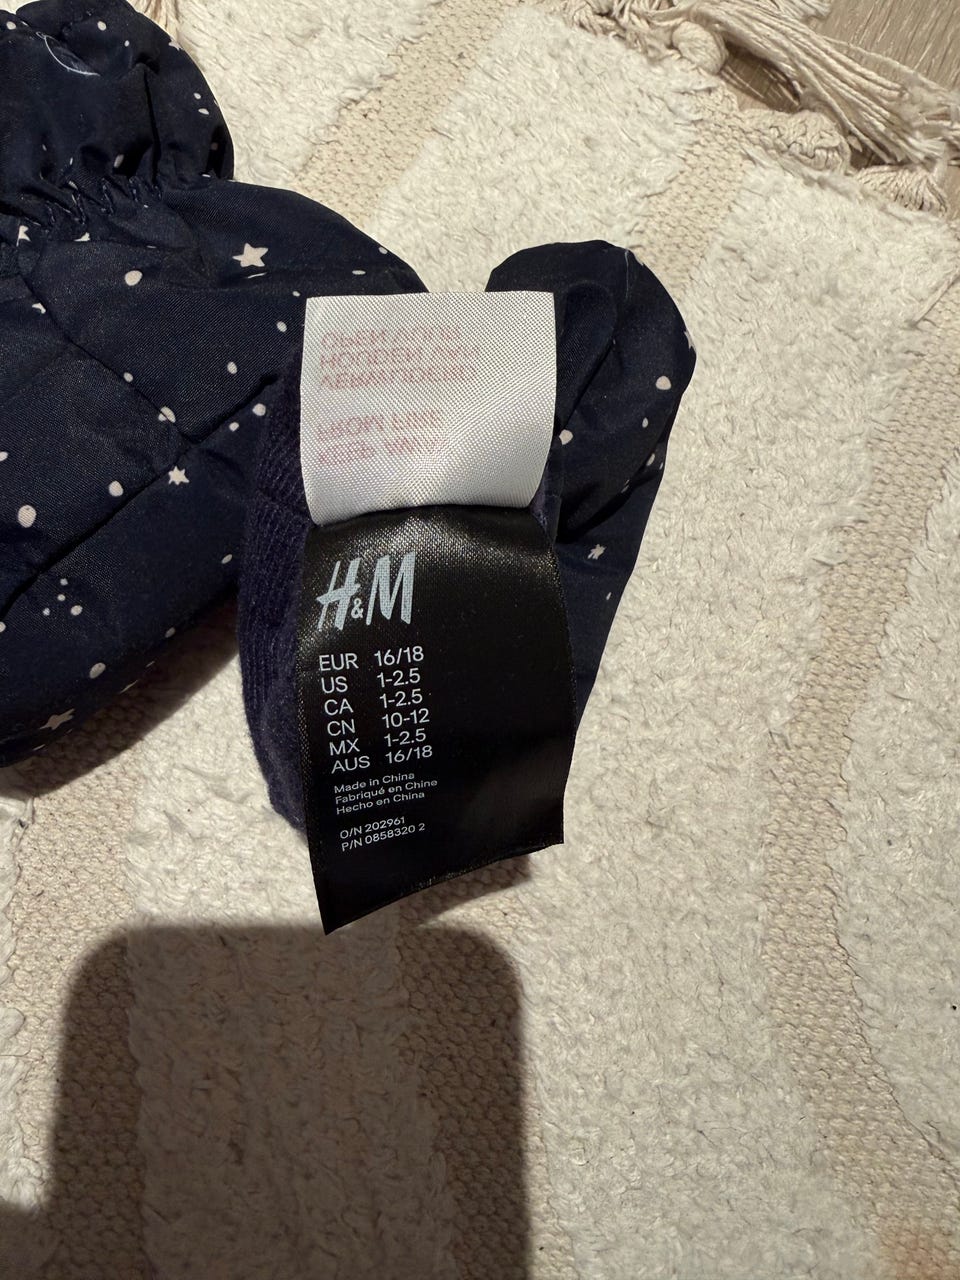 H&M
EUR 16/18
US 1-2.5
CA 1-2.5
CN 10-12
MX 1-2.5
AUS 16/18
Made in China
Fabriqué en Chine
Hecho en China
O/N 202961
P/N 0858320 2